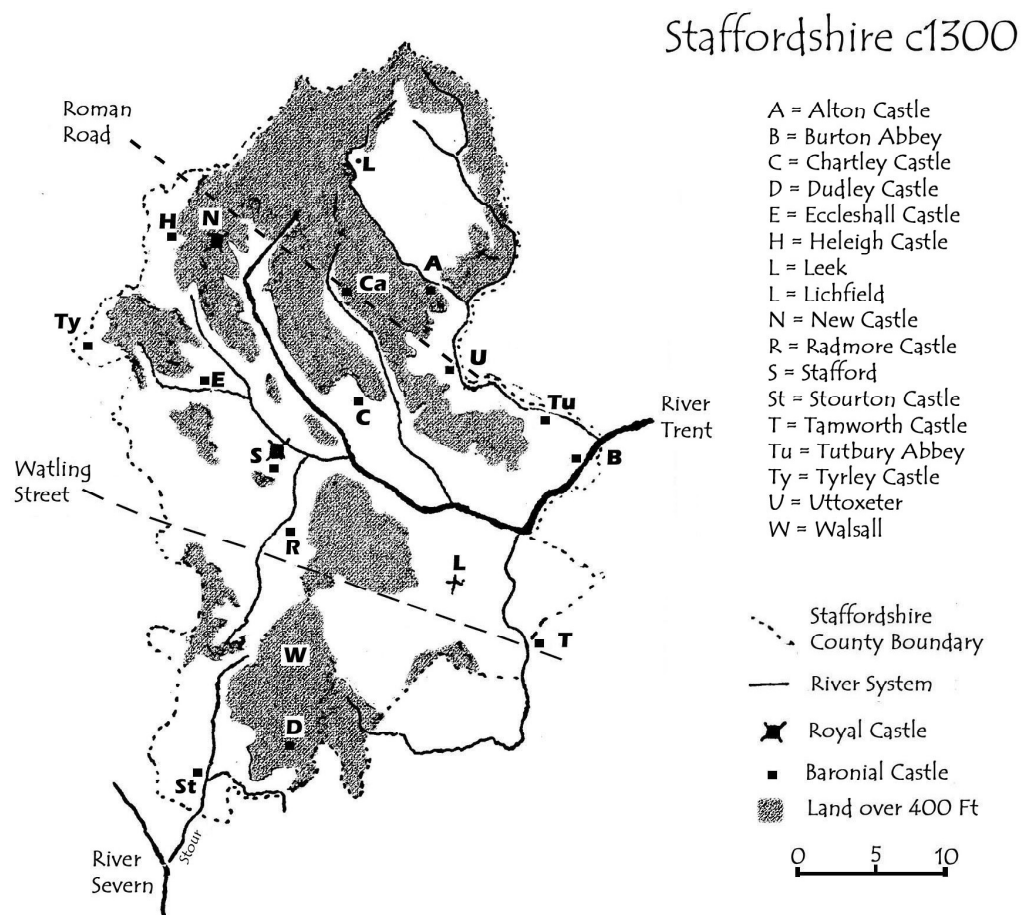 Staffordshire c1300
Roman
Road
A = Alton Castle
B = Burton Abbey
C = Chartley Castle
D = Dudley Castle
E = Eccleshall Castle
H = Heleigh Castle
L = Leek
L = Lichfield
N = New Castle
R = Radmore Castle
S = Stafford
St = Stourton Castle
T = Tamworth Castle
Tu = Tutbury Abbey
Ty = Tyrley Castle
U = Uttoxeter
W = Walsall
L
H
N
A
Ca
Ty
U
E
C
Tu
River
Trent
S
B
Watling
Street
R
L
T
W
D
St
Stour
River
Severn
Staffordshire
County Boundary
River System
Royal Castle
Baronial Castle
Land over 400 Ft
0 5 10